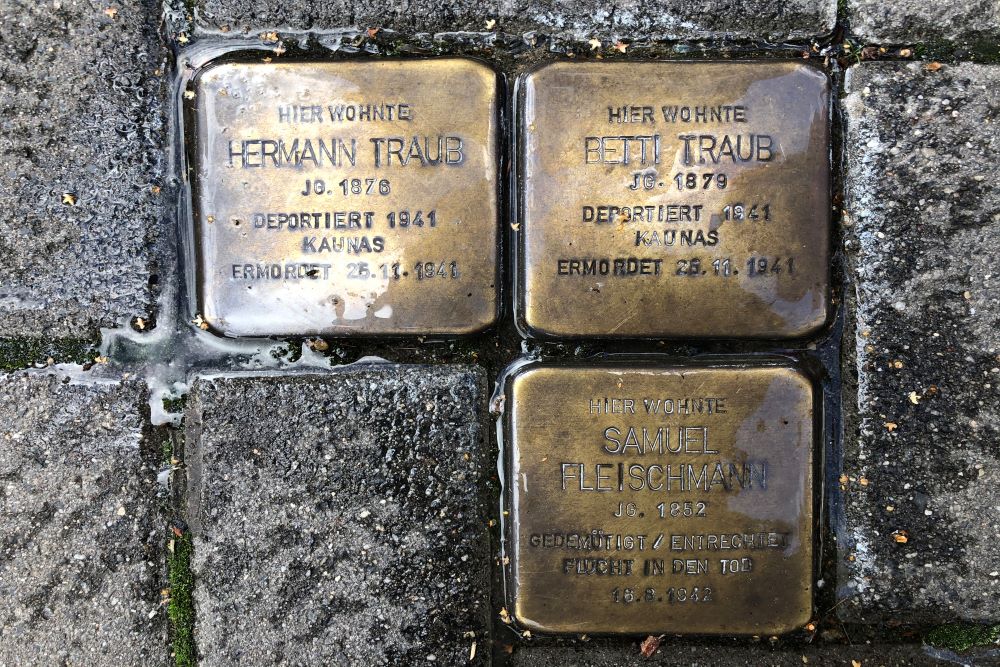 HIER WOHNTE
HERMANN TRAUB
JG. 1876
DEPORTIERT 1941
KAUNAS
ERMORDET 25.11.1941
HIER WOHNTE
BETTI TRAUB
JG. 1879
DEPORTIERT 1941
KAUNAS
ERMORDET 25.11.1941
HIER WOHNTE
SAMUEL
FLEISCHMANN
JG. 1852
GEDEMÜTIGT / ENTRECHTET
FLUCHT IN DEN TOD
16.8.1942